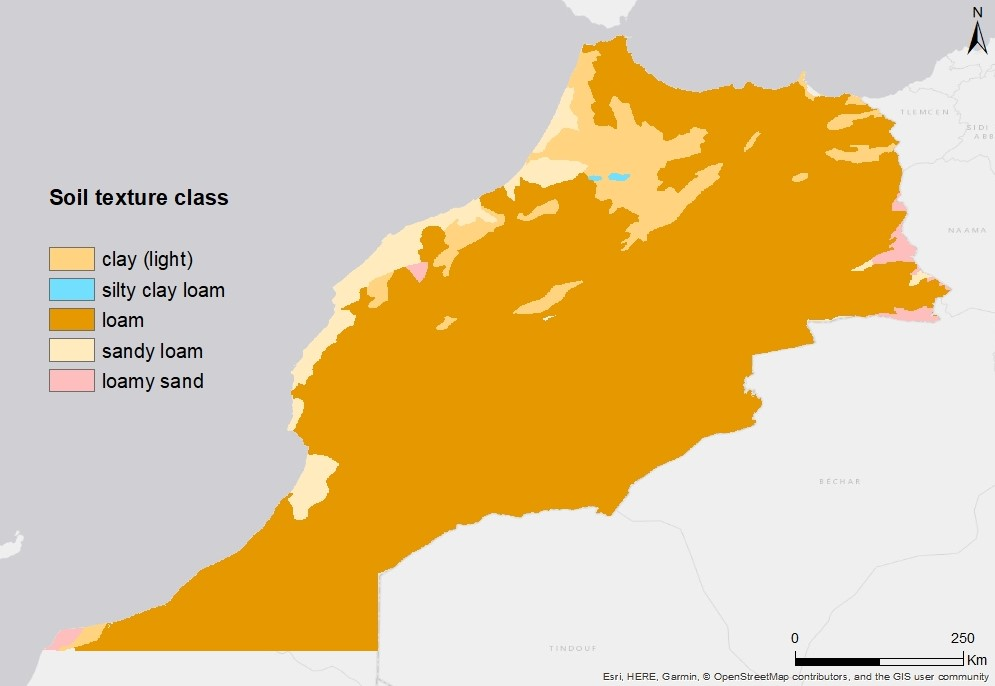 N
TLEMCEN
SIDI
ABB
Soil texture class
NAAMA
clay (light)
silty clay loam
loam
sandy loam
loamy sand
BÉCHAR
0 250
Km
TINDOUF
Esri, HERE, Garmin, © OpenStreetMap contributors, and the GIS user community